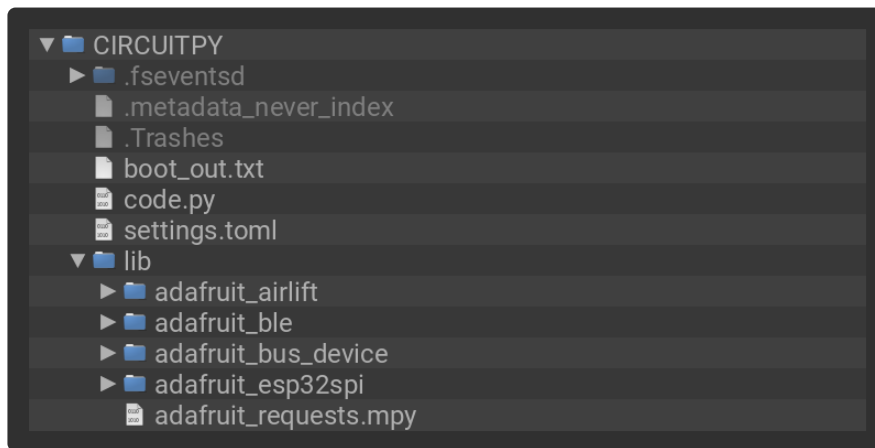 CIRCUITPY
.fseventsd
.metadata_never_index
.Trashes
boot_out.txt
code.py
settings.toml
lib
adafruit_airlift
adafruit_ble
adafruit_bus_device
adafruit_esp32spi
adafruit_requests.mpy